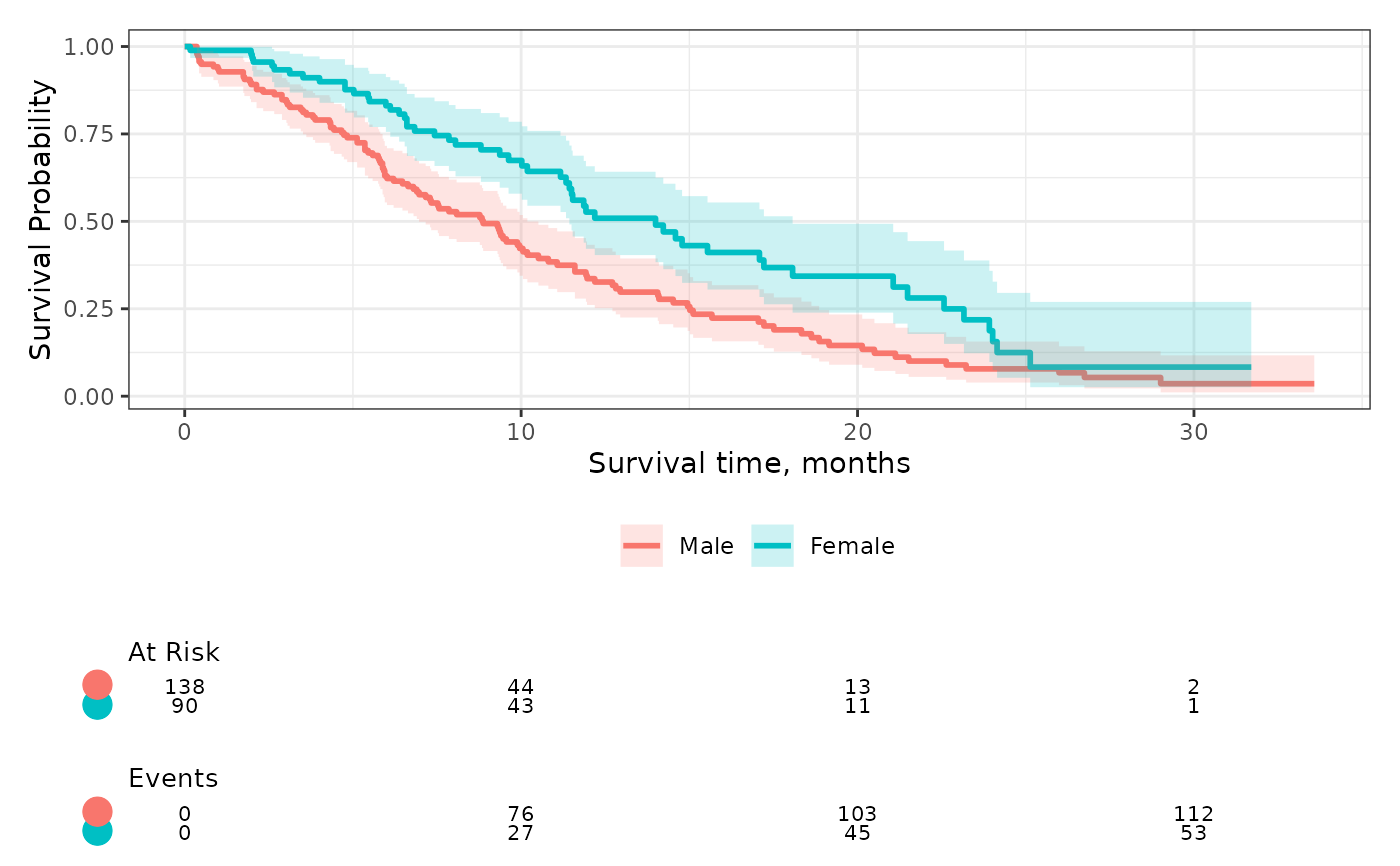 Survival Probability
1.00
0.75
0.50
0.25
0.00
0 10 20 30
Survival time, months
Male Female
At Risk
138 44 13 2
90 43 11 1
Events
0 76 103 112
0 27 45 53